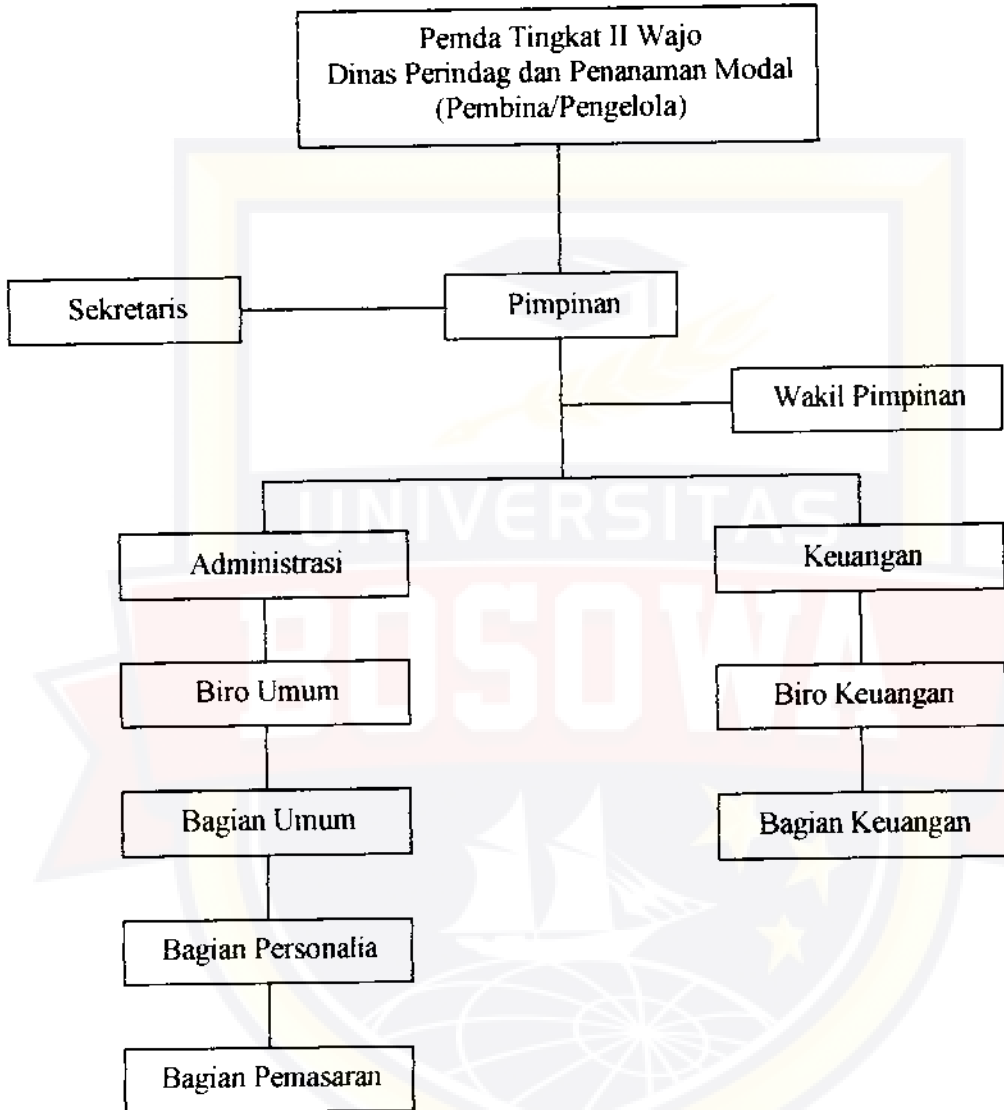 Pemda Tingkat II Wajo
Dinas Perindag dan Penanaman Modal
(Pembina/Pengelola)
Sekretaris
Pimpinan
Wakil Pimpinan
UNIVERSITAS
BOSOWA
Administrasi
Keuangan
Biro Umum
Biro Keuangan
Bagian Umum
Bagian Keuangan
Bagian Personalia
Bagian Pemasaran